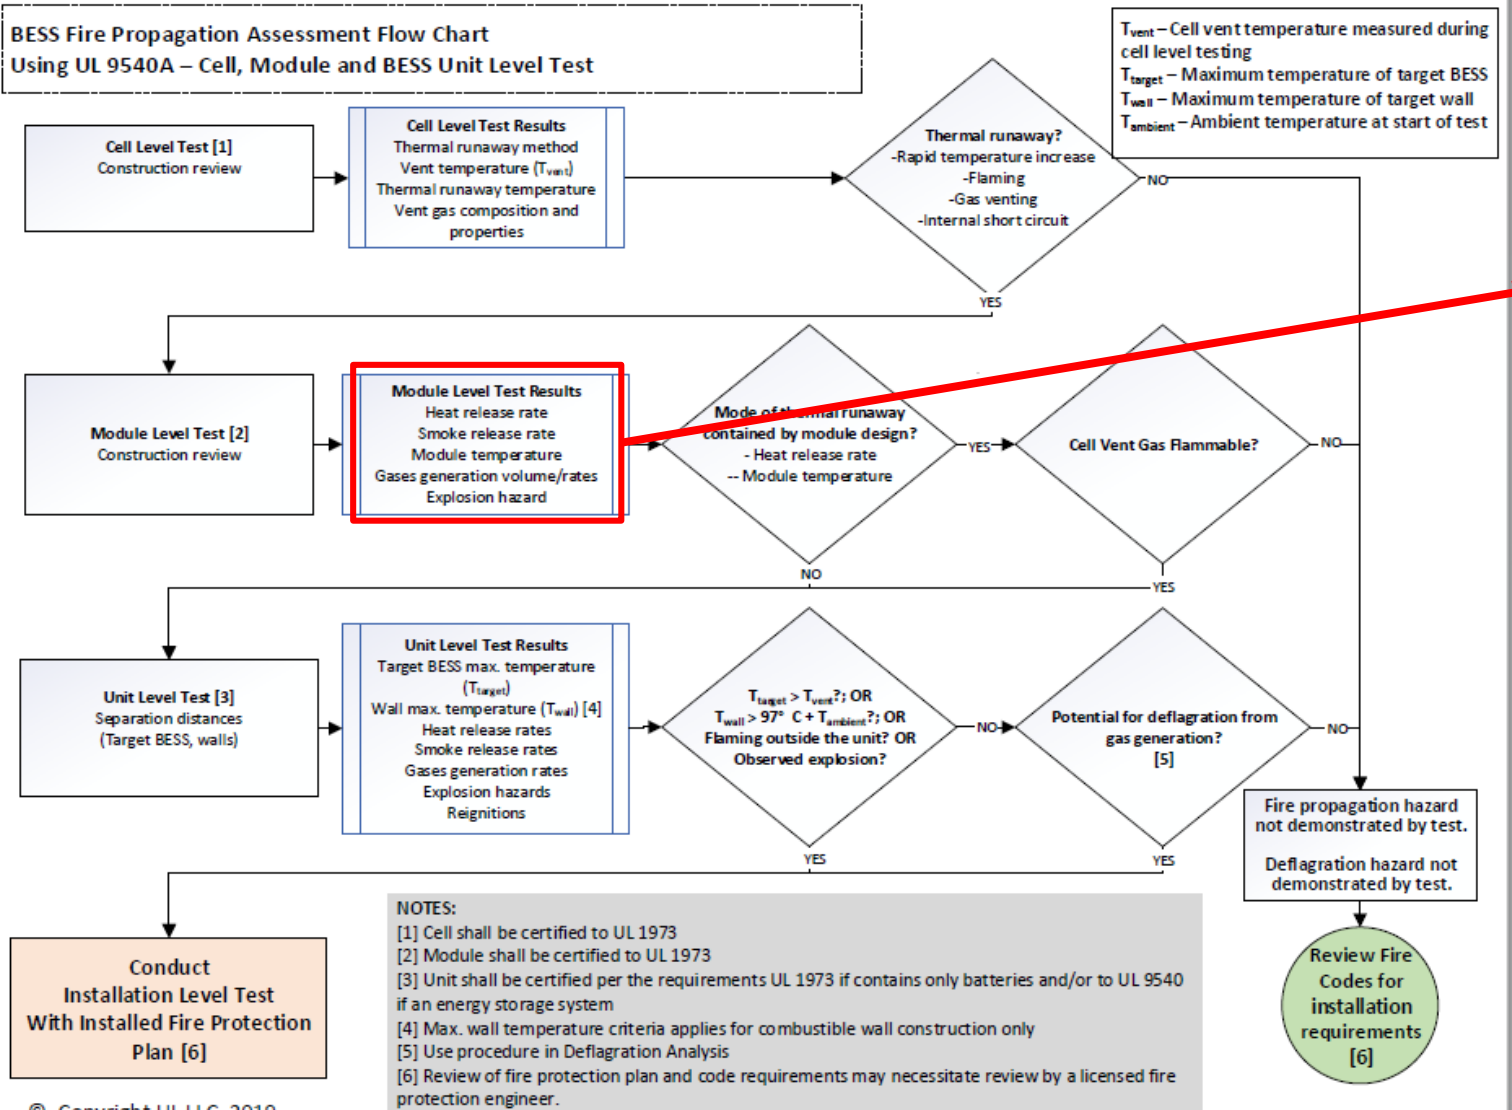 BESS Fire Propagation Assessment Flow Chart
Using UL 9540A – Cell, Module and BESS Unit Level Test
Tvent – Cell vent temperature measured during
cell level testing
Ttarget – Maximum temperature of target BESS
Twall – Maximum temperature of target wall
Tambient – Ambient temperature at start of test
Cell Level Test [1]
Construction review
Cell Level Test Results
Thermal runaway method
Vent temperature (Tvent)
Thermal runaway temperature
Vent gas composition and
properties
Thermal runaway?
-Rapid temperature increase
-Flaming
-Gas venting
-Internal short circuit
NO
YES
Module Level Test [2]
Construction review
Module Level Test Results
Heat release rate
Smoke release rate
Module temperature
Gases generation volume/rates
Explosion hazard
Mode of thermal runaway
contained by module design?
- Heat release rate
-- Module temperature
YES
Cell Vent Gas Flammable?
NO
NO
YES
Unit Level Test [3]
Separation distances
(Target BESS, walls)
Unit Level Test Results
Target BESS max. temperature
(Ttarget)
Wall max. temperature (Twall) [4]
Heat release rates
Smoke release rates
Gases generation rates
Explosion hazards
Reignitions
Ttarget > Tvent?; OR
Twall > 97° C + Tambient?; OR
Flaming outside the unit? OR
Observed explosion?
NO
Potential for deflagration from
gas generation?
[5]
NO
YES
YES
Fire propagation hazard
not demonstrated by test.
Deflagration hazard not
demonstrated by test.
Conduct
Installation Level Test
With Installed Fire Protection
Plan [6]
NOTES:
[1] Cell shall be certified to UL 1973
[2] Module shall be certified to UL 1973
[3] Unit shall be certified per the requirements UL 1973 if contains only batteries and/or to UL 9540
if an energy storage system
[4] Max. wall temperature criteria applies for combustible wall construction only
[5] Use procedure in Deflagration Analysis
[6] Review of fire protection plan and code requirements may necessitate review by a licensed fire
protection engineer.
Review Fire
Codes for
installation
requirements
[6]
© Copyright UL LLC 2019